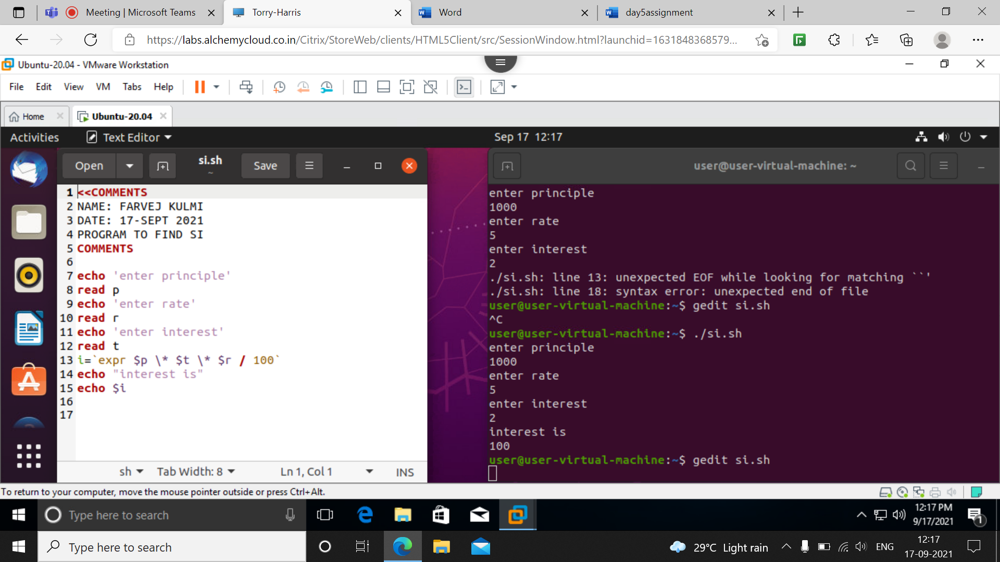 Meeting | Microsoft Teams
Torry-Harris
Word
day5assignment
https://labs.alchemycloud.co.in/Citrix/StoreWeb/clients/HTML5Client/src/SessionWindow.html?launchid=1631848368579...
Ubuntu-20.04 - VMware Workstation
File Edit View VM Tabs Help
Home
Ubuntu-20.04
Activities
Text Editor
Sep 17 12:17
Open
si.sh
~
Save
1 <<COMMENTS
2 NAME: FARVEJ KULMI
3 DATE: 17-SEPT 2021
4 PROGRAM TO FIND SI
5 COMMENTS
6
7 echo 'enter principle'
8 read p
9 echo 'enter rate'
10 read r
11 echo 'enter interest'
12 read t
13 i=`expr $p \* $t \* $r / 100`
14 echo "interest is"
15 echo $i
16
17
sh
Tab Width: 8
Ln 1, Col 1
INS
user@user-virtual-machine: ~
enter principle
1000
enter rate
5
enter interest
2
./si.sh: line 13: unexpected EOF while looking for matching ``'
./si.sh: line 18: syntax error: unexpected end of file
user@user-virtual-machine:~$ gedit si.sh
^C
user@user-virtual-machine:~$ ./si.sh
enter principle
1000
enter rate
5
enter interest
2
interest is
100
user@user-virtual-machine:~$ gedit si.sh
To return to your computer, move the mouse pointer outside or press Ctrl+Alt.
Type here to search
12:17 PM
9/17/2021
1
Type here to search
29°C Light rain
ENG
12:17
17-09-2021